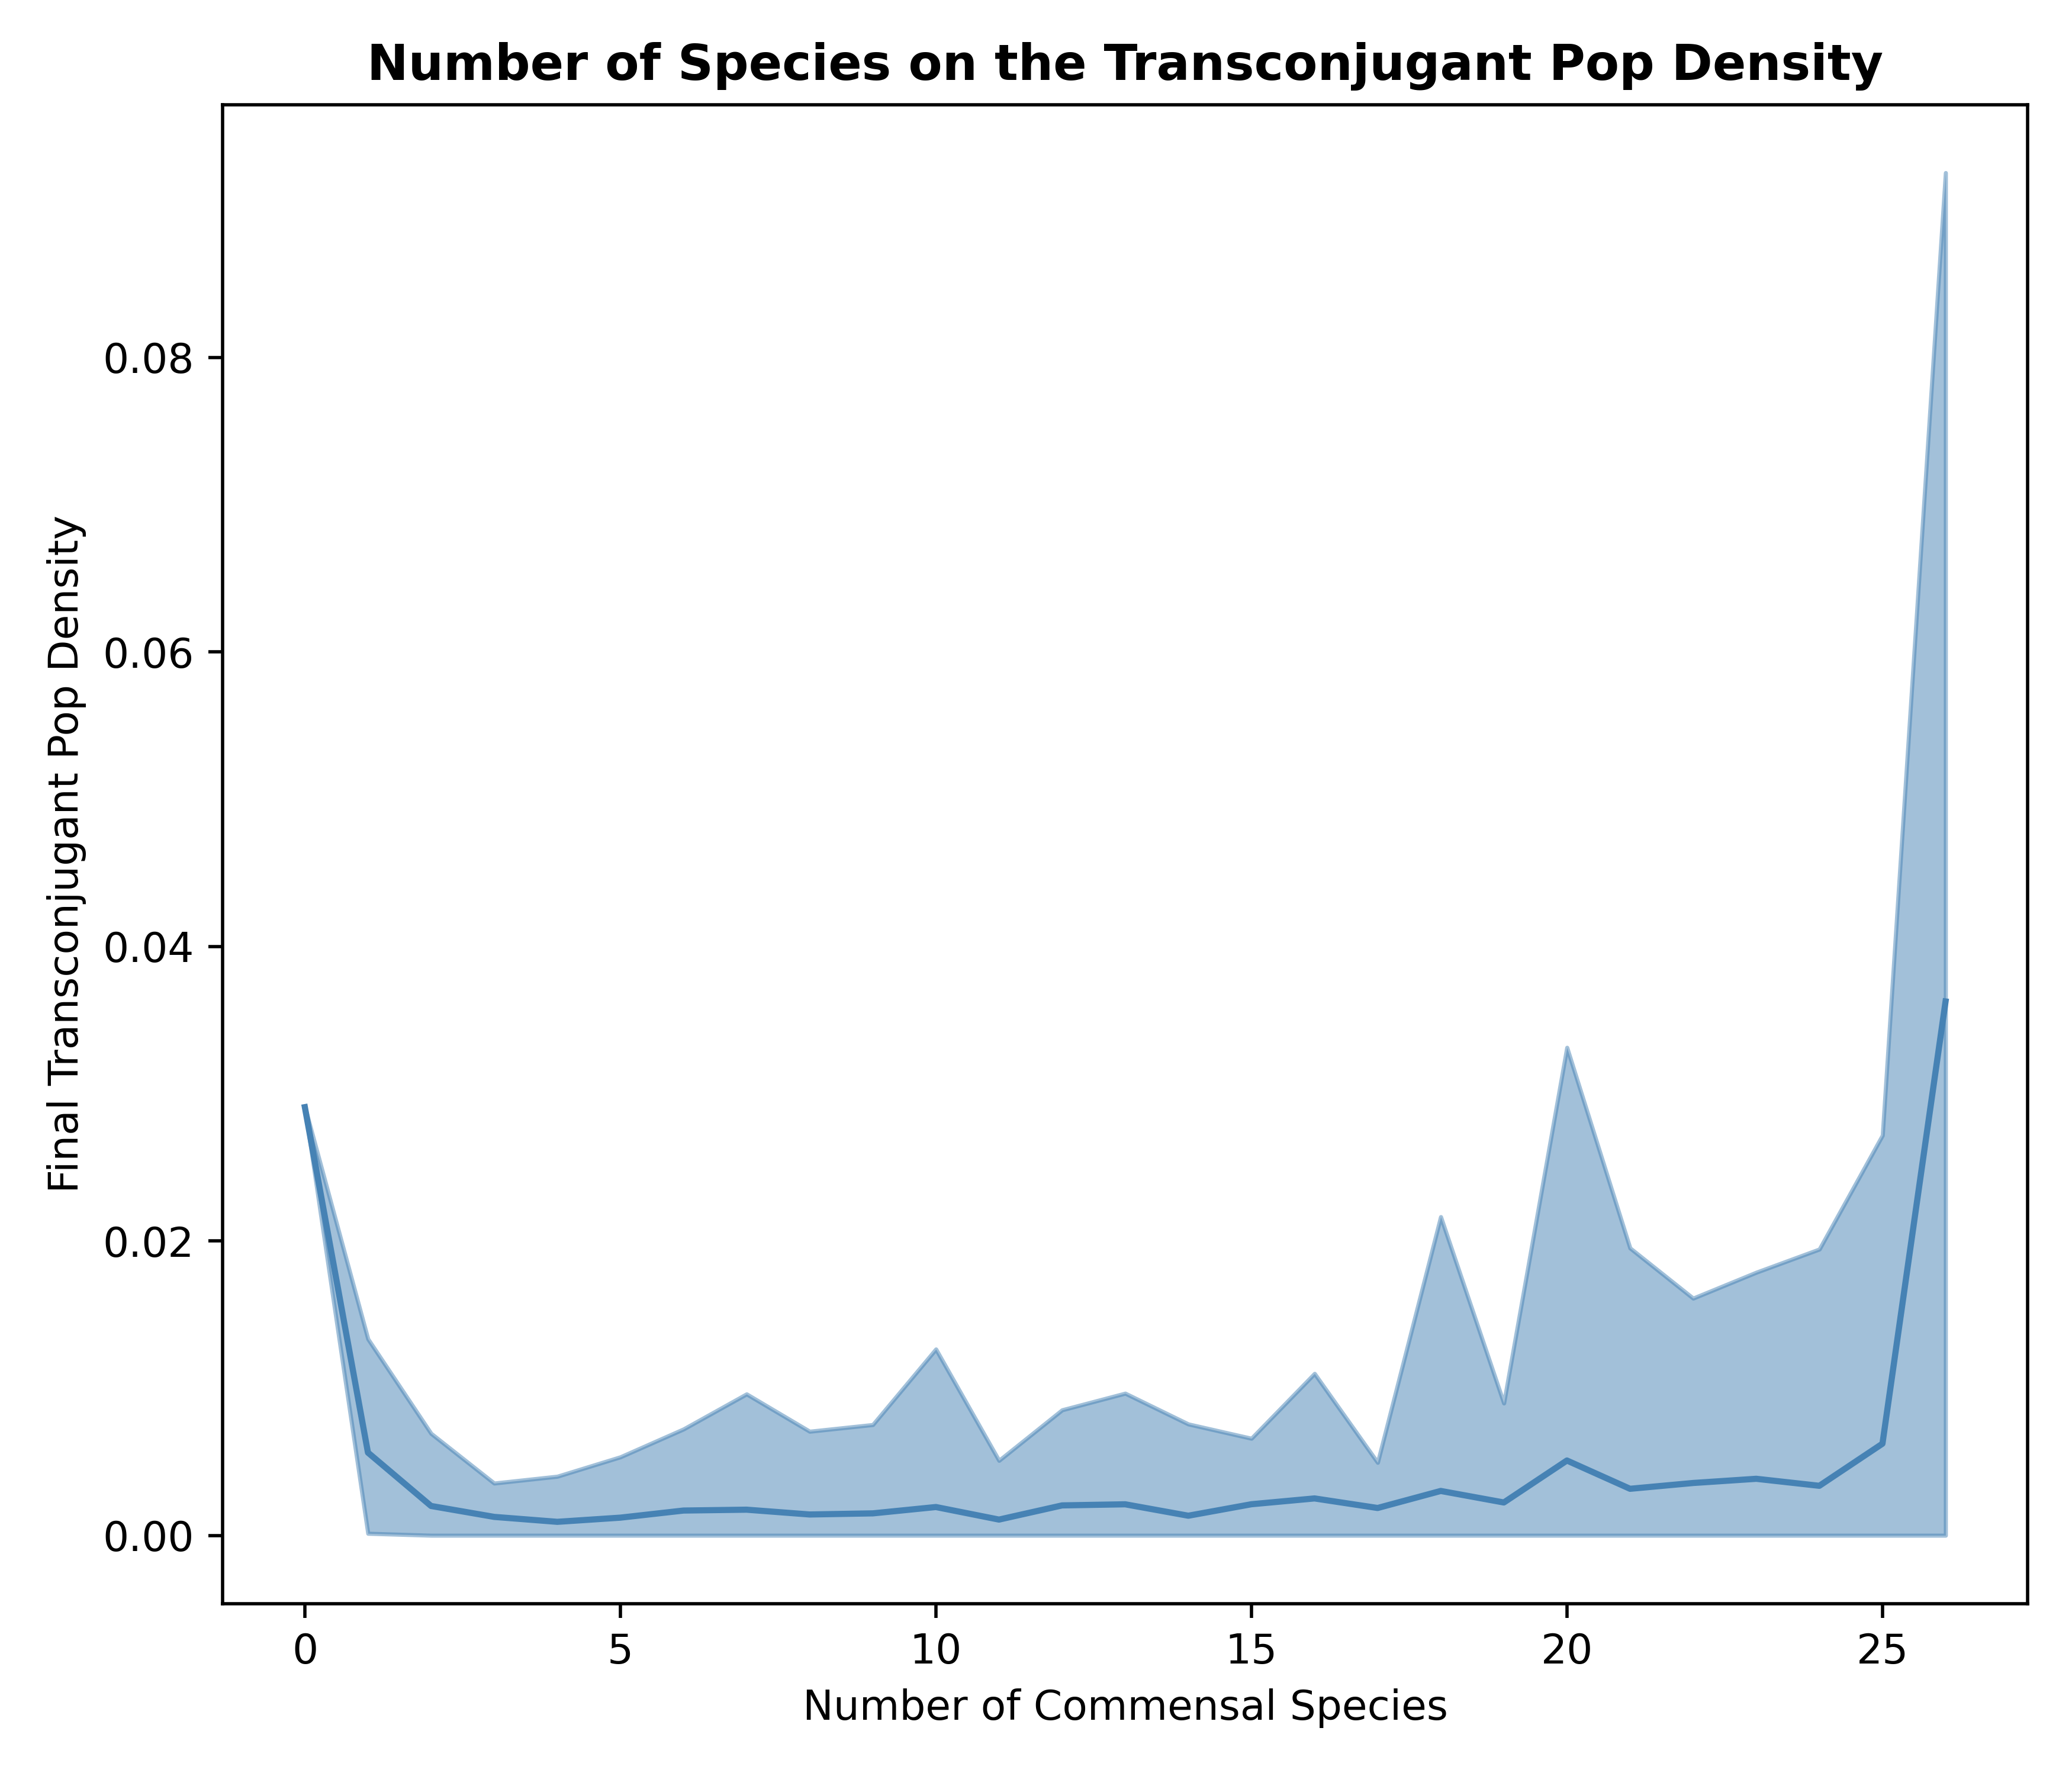 Number of Species on the Transconjugant Pop Density
Final Transconjugant Pop Density
0.08
0.06
0.04
0.02
0.00
0 5 10 15 20 25
Number of Commensal Species